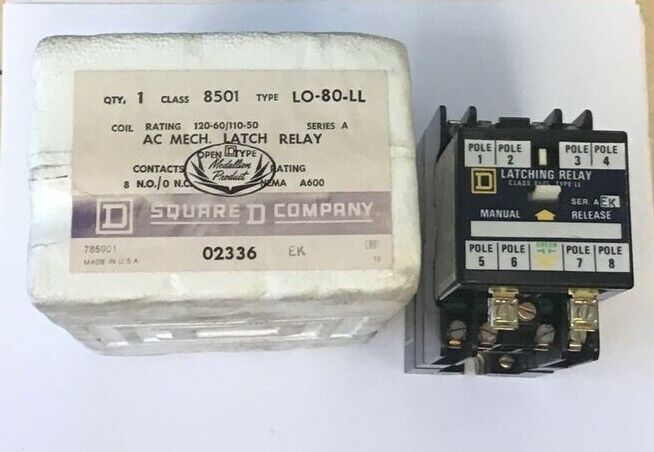 QTY. 1 CLASS 8501 TYPE LO-80-LL
COIL RATING 120-60/110-50 SERIES A
AC MECH. LATCH RELAY
OPEN TYPE
CONTACTS RATING
Medallion
Product
8 N.O./0 N.C. NEMA A600
D SQUARE D COMPANY
MADE IN U.S.A.
02336 EK
POLE 1
POLE 2
POLE 3
POLE 4
D LATCHING RELAY
CLASS 8501 TYPE LL
SER A EK
MANUAL RELEASE
POLE 5
POLE 6
GREEN
POLE 7
POLE 8